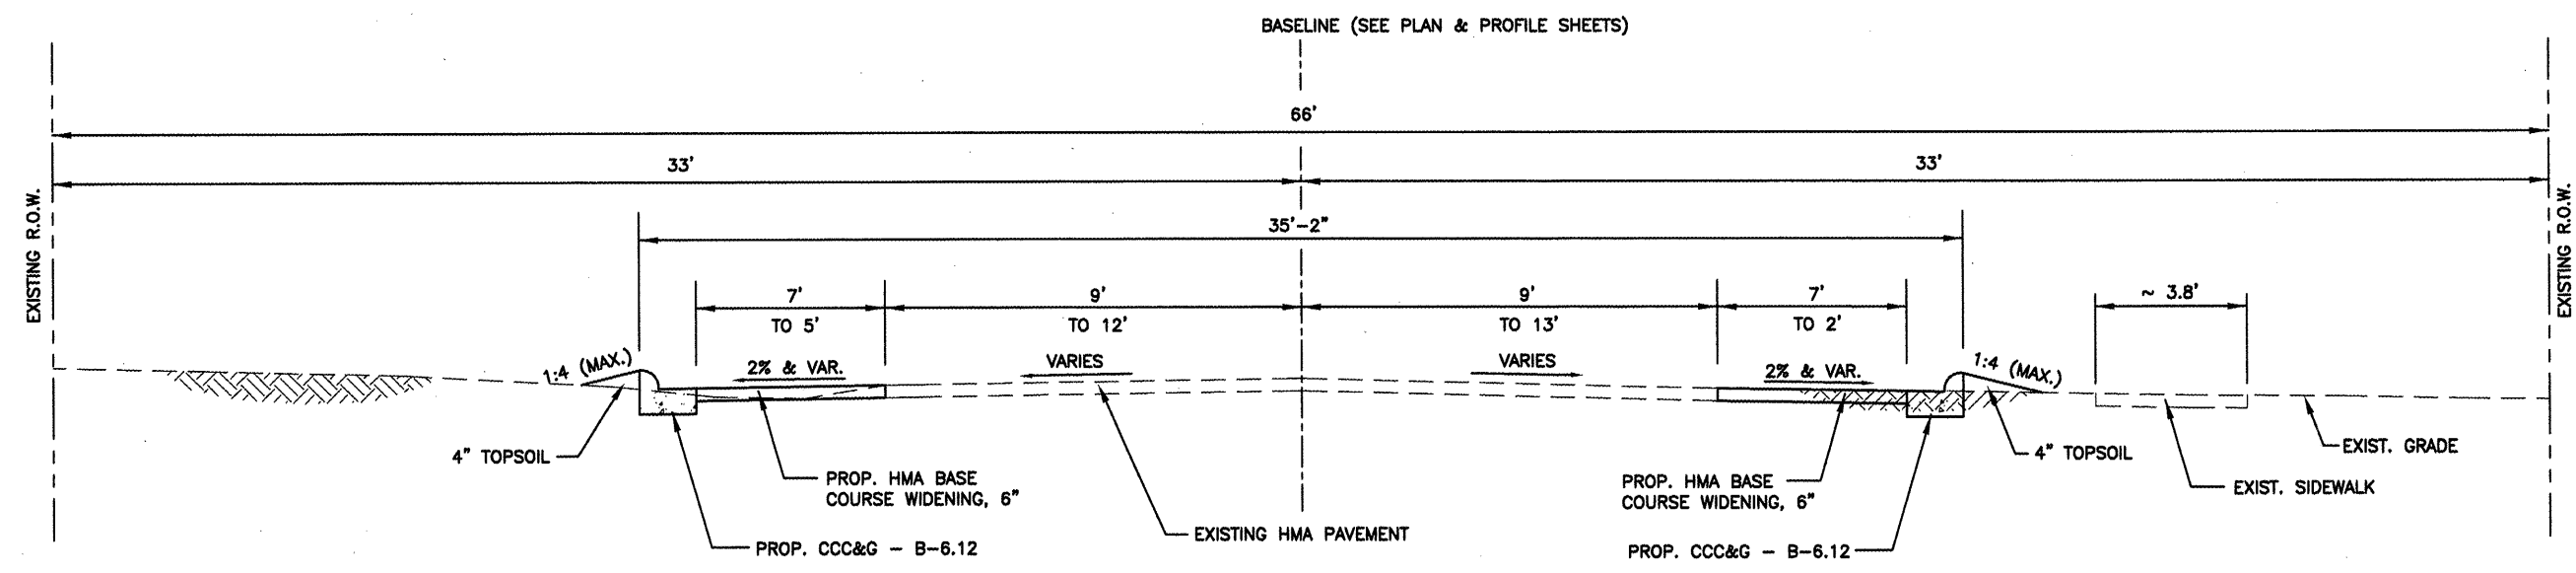 BASELINE (SEE PLAN & PROFILE SHEETS)
66'
33'
33'
EXISTING R.O.W.
EXISTING R.O.W.
35'-2"
7'
TO 5'
9'
TO 12'
9'
TO 13'
7'
TO 2'
~ 3.8'
1:4 (MAX.)
2% & VAR.
VARIES
VARIES
2% & VAR.
1:4 (MAX.)
4" TOPSOIL
PROP. HMA BASE
COURSE WIDENING, 6"
PROP. CCC&G - B-6.12
EXISTING HMA PAVEMENT
PROP. HMA BASE
COURSE WIDENING, 6"
PROP. CCC&G - B-6.12
4" TOPSOIL
EXIST. SIDEWALK
EXIST. GRADE